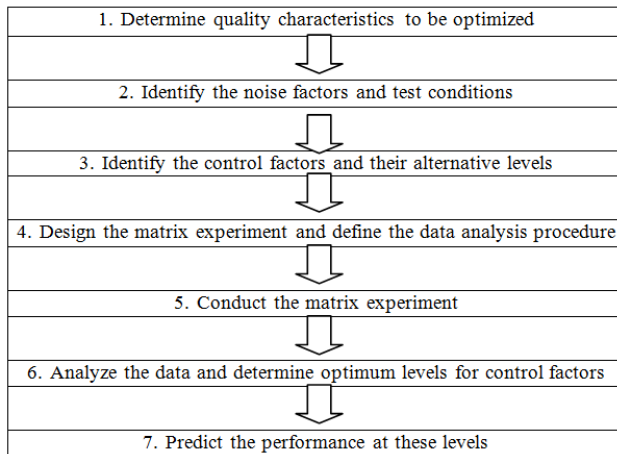 1. Determine quality characteristics to be optimized
2. Identify the noise factors and test conditions
3. Identify the control factors and their alternative levels
4. Design the matrix experiment and define the data analysis procedure
5. Conduct the matrix experiment
6. Analyze the data and determine optimum levels for control factors
7. Predict the performance at these levels